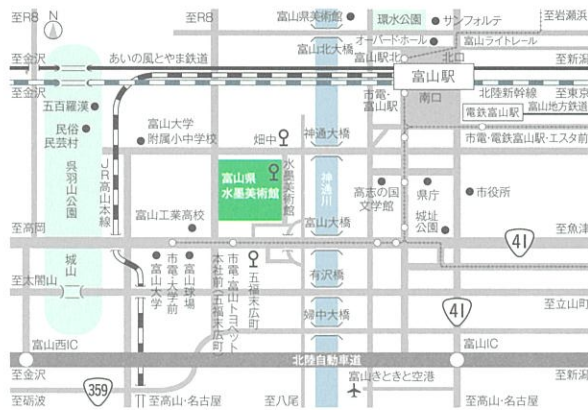 至R8
N
至R8
富山県美術館
環水公園
サンフォルテ
至岩瀬浜
オーバード・ホール
富山北大橋
富山駅北
北口
富山ライトレール
あいの風とやま鉄道
至金沢
富山駅
至新潟
至金沢
市電・
富山駅
南口
北陸新幹線
至東京
富山地方鉄道
電鉄富山駅
市電・電鉄富山駅・エスタ前
五百羅漢
民俗
民芸村
富山大学
附属小中学校
畑中
神通大橋
JR高山本線
呉羽山公園
富山県
水墨美術館
水墨美術館
神通川
高志の国
文学館
県庁
市役所
城址
公園
富山工業高校
富山大橋
至高岡
41
至魚津
城山
富山大学
市電・大学前
富山球場
市電・富山トヨペット
本社前(五福末広町)
五福末広町
有沢橋
至太閤山
至立山町
婦中大橋
41
富山西IC
北陸自動車道
富山IC
至金沢
至新潟
359
富山きときと空港
至砺波
至高山・名古屋
至八尾
至高山・名古屋